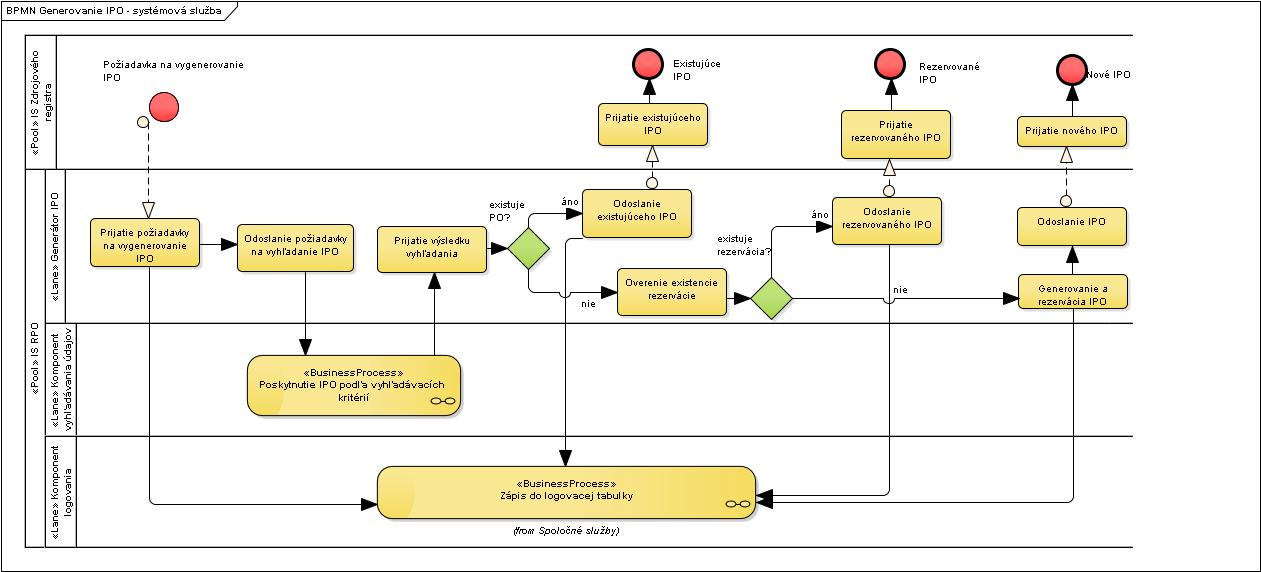 BPMN Generovanie IPO - systémová služba
«Pool» IS Zdrojového
registra
Požiadavka na vygenerovanie
IPO
Existujúce
IPO
Rezervované
IPO
Nové IPO
Prijatie existujúceho
IPO
Prijatie
rezervovaného IPO
Prijatie nového IPO
«Pool» IS RPO
«Lane» Generátor IPO
Prijatie požiadavky
na vygenerovanie
IPO
Odoslanie požiadavky
na vyhľadanie IPO
Prijatie výsledku
vyhľadania
existuje
PO?
áno
nie
Odoslanie
existujúceho IPO
Overenie existencie
rezervácie
existuje
rezervácia?
áno
nie
Odoslanie
rezervovaného IPO
Odoslanie IPO
Generovanie a
rezervácia IPO
«Lane» Komponent
vyhľadávania údajov
«BusinessProcess»
Poskytnutie IPO podľa vyhľadávacích
kritérií
«Lane» Komponent
logovania
«BusinessProcess»
Zápis do logovacej tabulky
(from Spoločné služby)